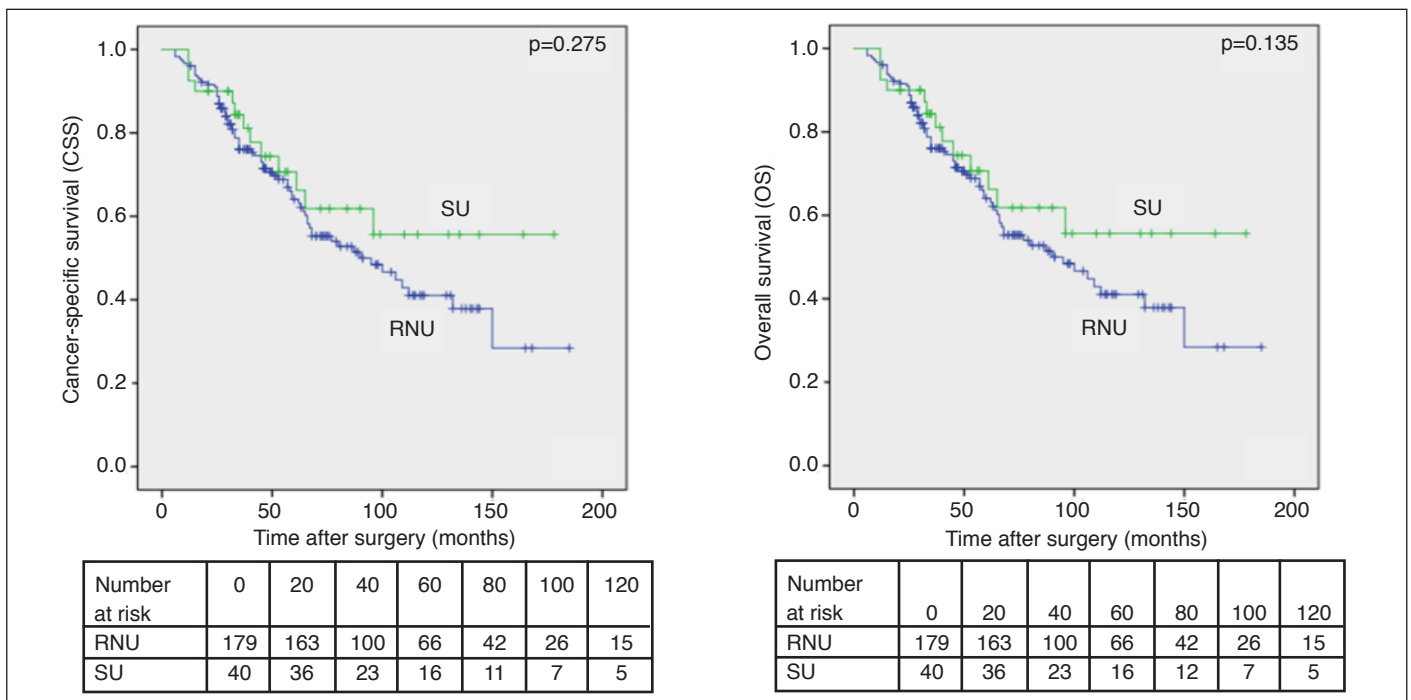 p=0.275
1.0
0.8
0.6
0.4
0.2
0.0
Cancer-specific survival (CSS)
SU
RNU
0 50 100 150 200
Time after surgery (months)
Number at risk 0 20 40 60 80 100 120
RNU 179 163 100 66 42 26 15
SU 40 36 23 16 11 7 5
p=0.135
1.0
0.8
0.6
0.4
0.2
0.0
Overall survival (OS)
SU
RNU
0 50 100 150 200
Time after surgery (months)
Number
at risk 0 20 40 60 80 100 120
RNU 179 163 100 66 42 26 15
SU 40 36 23 16 12 7 5